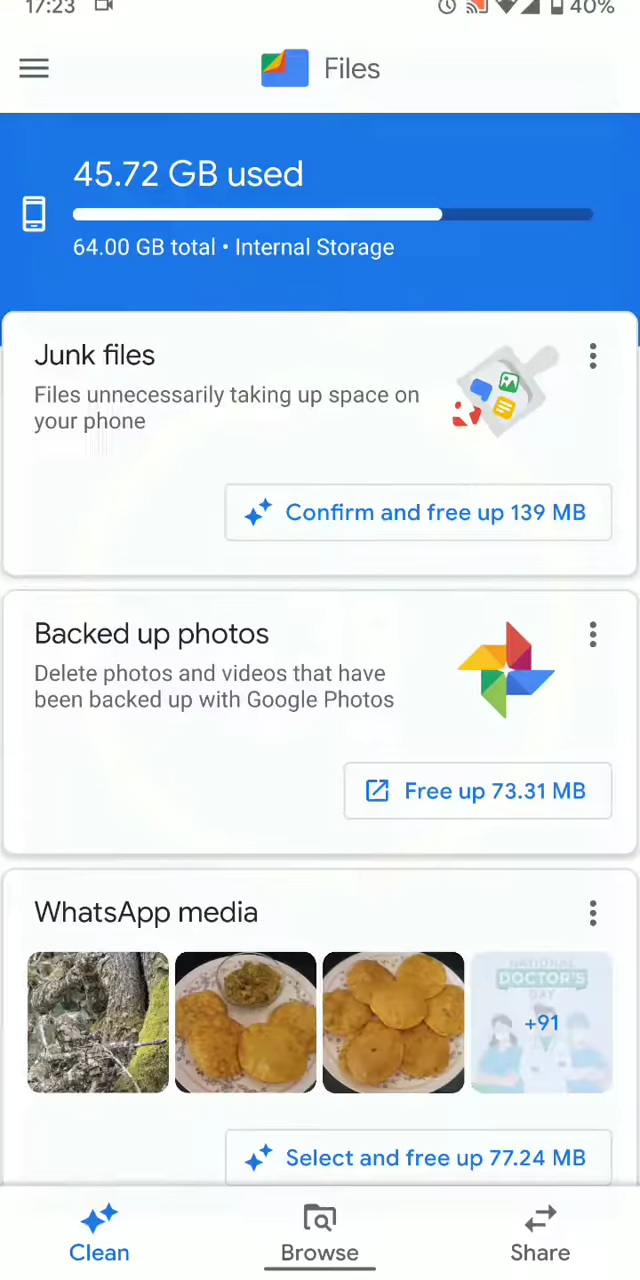 17:23 40%
Files
45.72 GB used
64.00 GB total • Internal Storage
Junk files
Files unnecessarily taking up space on
your phone
Confirm and free up 139 MB
Backed up photos
Delete photos and videos that have
been backed up with Google Photos
Free up 73.31 MB
WhatsApp media
NATIONAL
DOCTOR'S
DAY
+91
Select and free up 77.24 MB
Clean Browse Share